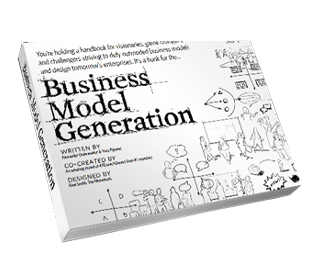 You're holding a handbook for visionaries, game changers,
and challengers striving to defy outmoded business models
and design tomorrow's enterprises. It's a book for the...
Business
Model
Generation
WRITTEN BY
Alexander Osterwalder & Yves Pigneur
CO-CREATED BY
An amazing crowd of 470 practitioners from 45 countries
DESIGNED BY
Alan Smith, The Movement
Business Model Generation